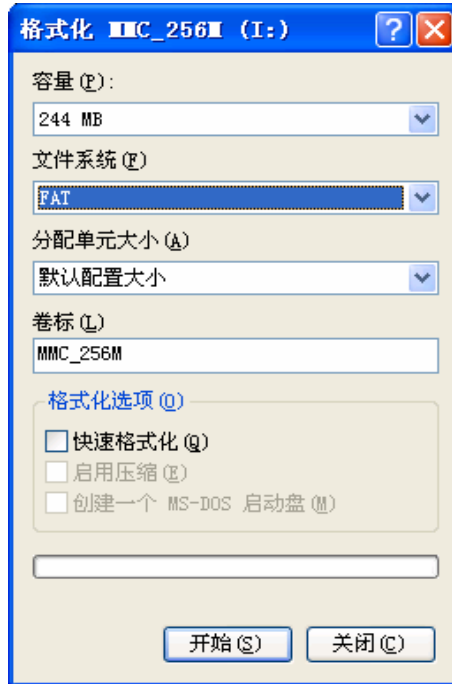 格式化 MMC_256M (I:)
容量(P):
244 MB
文件系统(F)
FAT
分配单元大小(A)
默认配置大小
卷标(L)
MMC_256M
格式化选项(O)
快速格式化(Q)
启用压缩(E)
创建一个 MS-DOS 启动盘(M)
开始(S)
关闭(C)